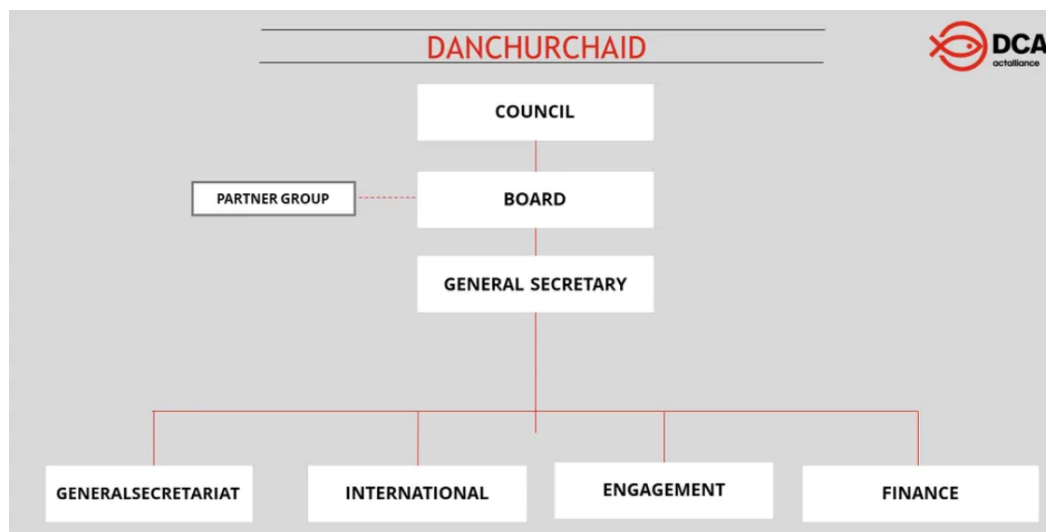 DANCHURCHAID
DCA
actalliance
COUNCIL
PARTNER GROUP
BOARD
GENERAL SECRETARY
GENERALSECRETARIAT
INTERNATIONAL
ENGAGEMENT
FINANCE